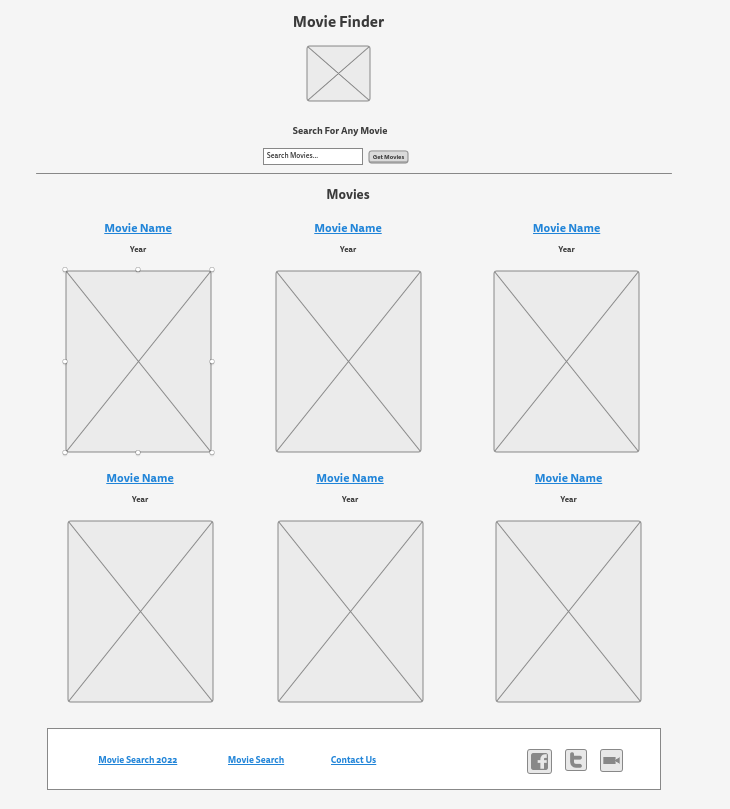 Movie Finder
Search For Any Movie
Search Movies... Get Movies
Movies
Movie Name Movie Name Movie Name
Year Year Year
Movie Name Movie Name Movie Name
Year Year Year
Movie Search 2022 Movie Search Contact Us